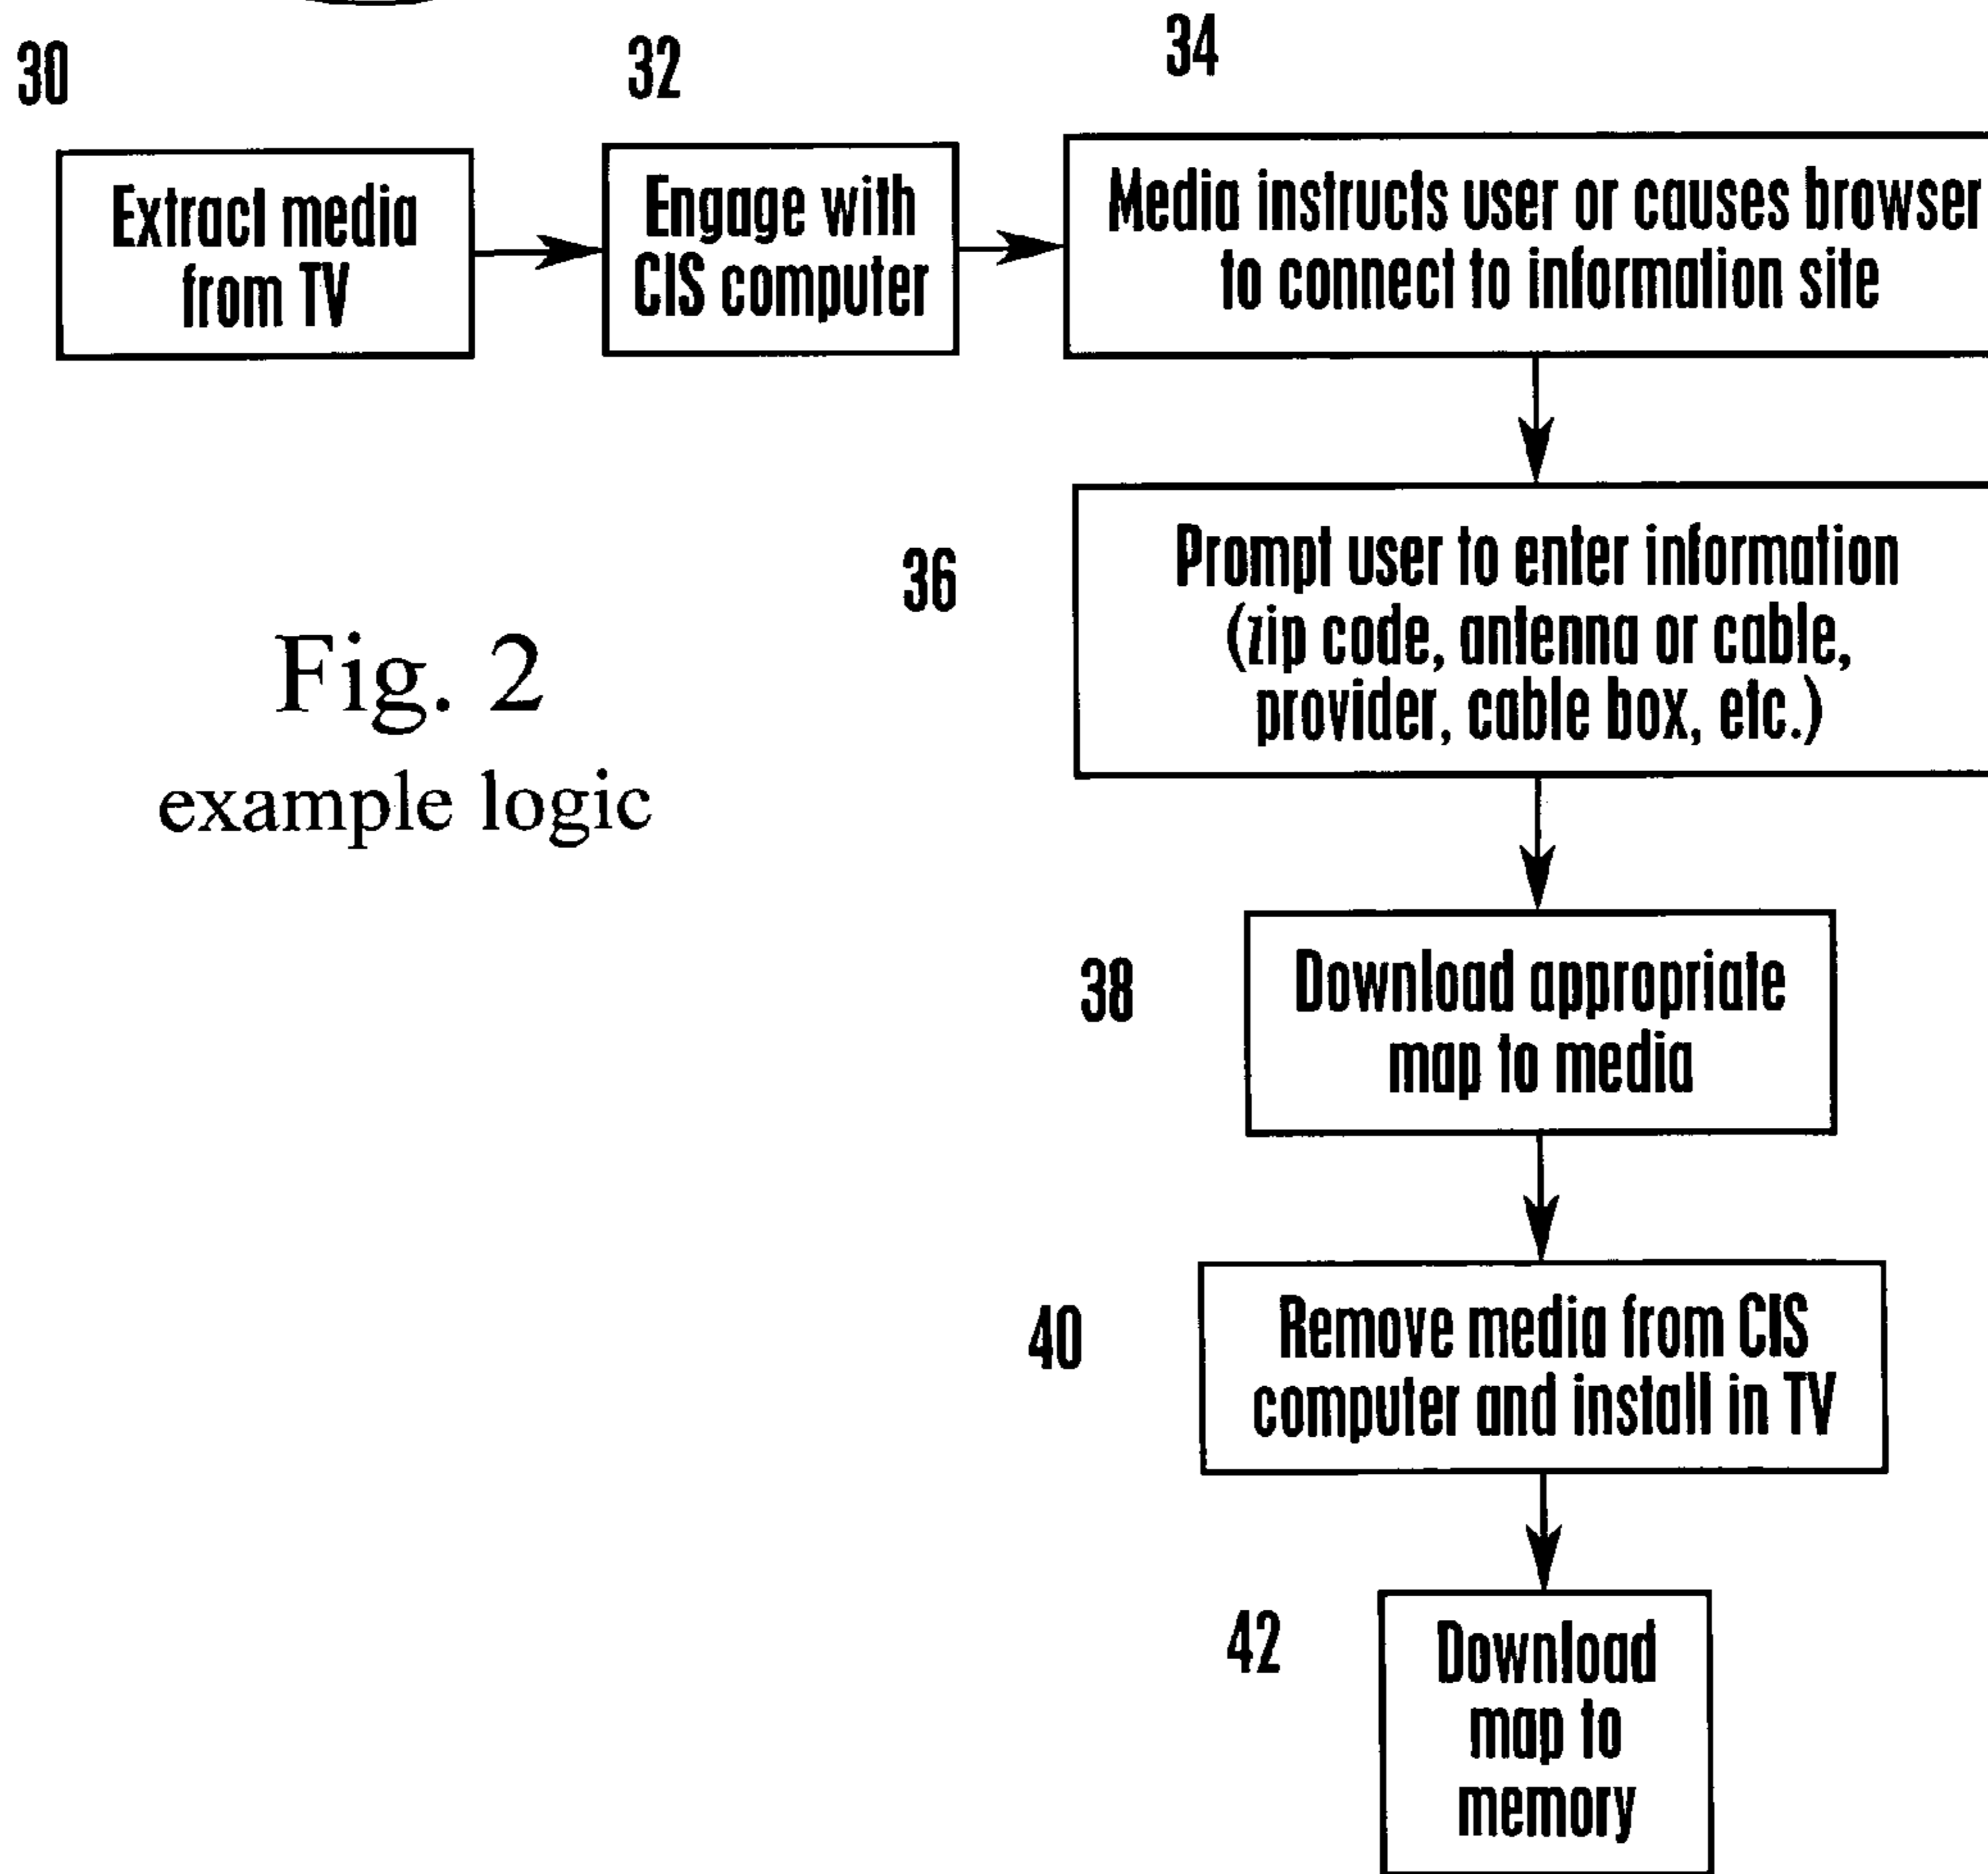 30
Extract media
from TV
32
Engage with
CIS computer
34
Media instructs user or causes browser
to connect to information site
36
Prompt user to enter information
(zip code, antenna or cable,
provider, cable box, etc.)
Fig. 2
example logic
38
Download appropriate
map to media
40
Remove media from CIS
computer and install in TV
42
Download
map to
memory